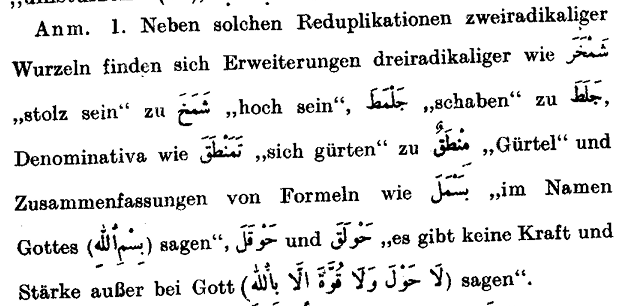 Anm. 1. Neben solchen Reduplikationen zweiradikaliger
Wurzeln finden sich Erweiterungen dreiradikaliger wie شَمْخَرَ
„stolz sein“ zu شَمَخَ „hoch sein“, جَلْمَطَ „schaben“ zu جَلَطَ,
Denominativa wie تَمَنْطَقَ „sich gürten“ zu مِنْطَقٌ „Gürtel“ und
Zusammenfassungen von Formeln wie بَسْمَلَ „im Namen
Gottes (بِسْمِ ٱللّٰهِ) sagen“, حَوْقَلَ und حَوْلَقَ „es gibt keine Kraft und
Stärke außer bei Gott (لَا حَوْلَ وَلَا قُوَّةَ الَّا بِٱللّٰهِ) sagen“.